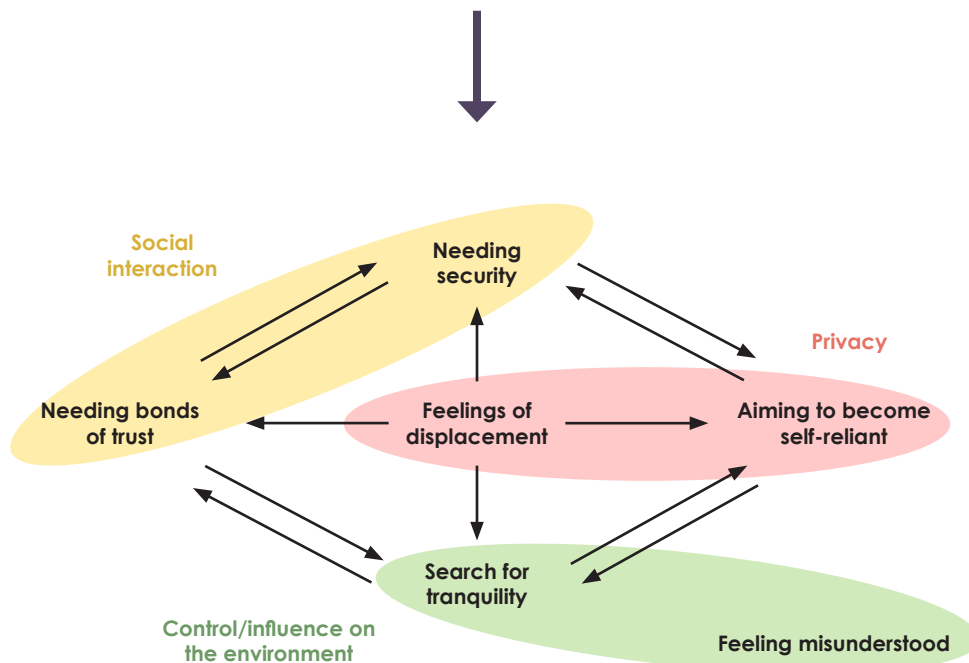 Social
interaction
Needing
security
Privacy
Needing bonds
of trust
Feelings of
displacement
Aiming to become
self-reliant
Search for
tranquility
Control/influence on
the environment
Feeling misunderstood